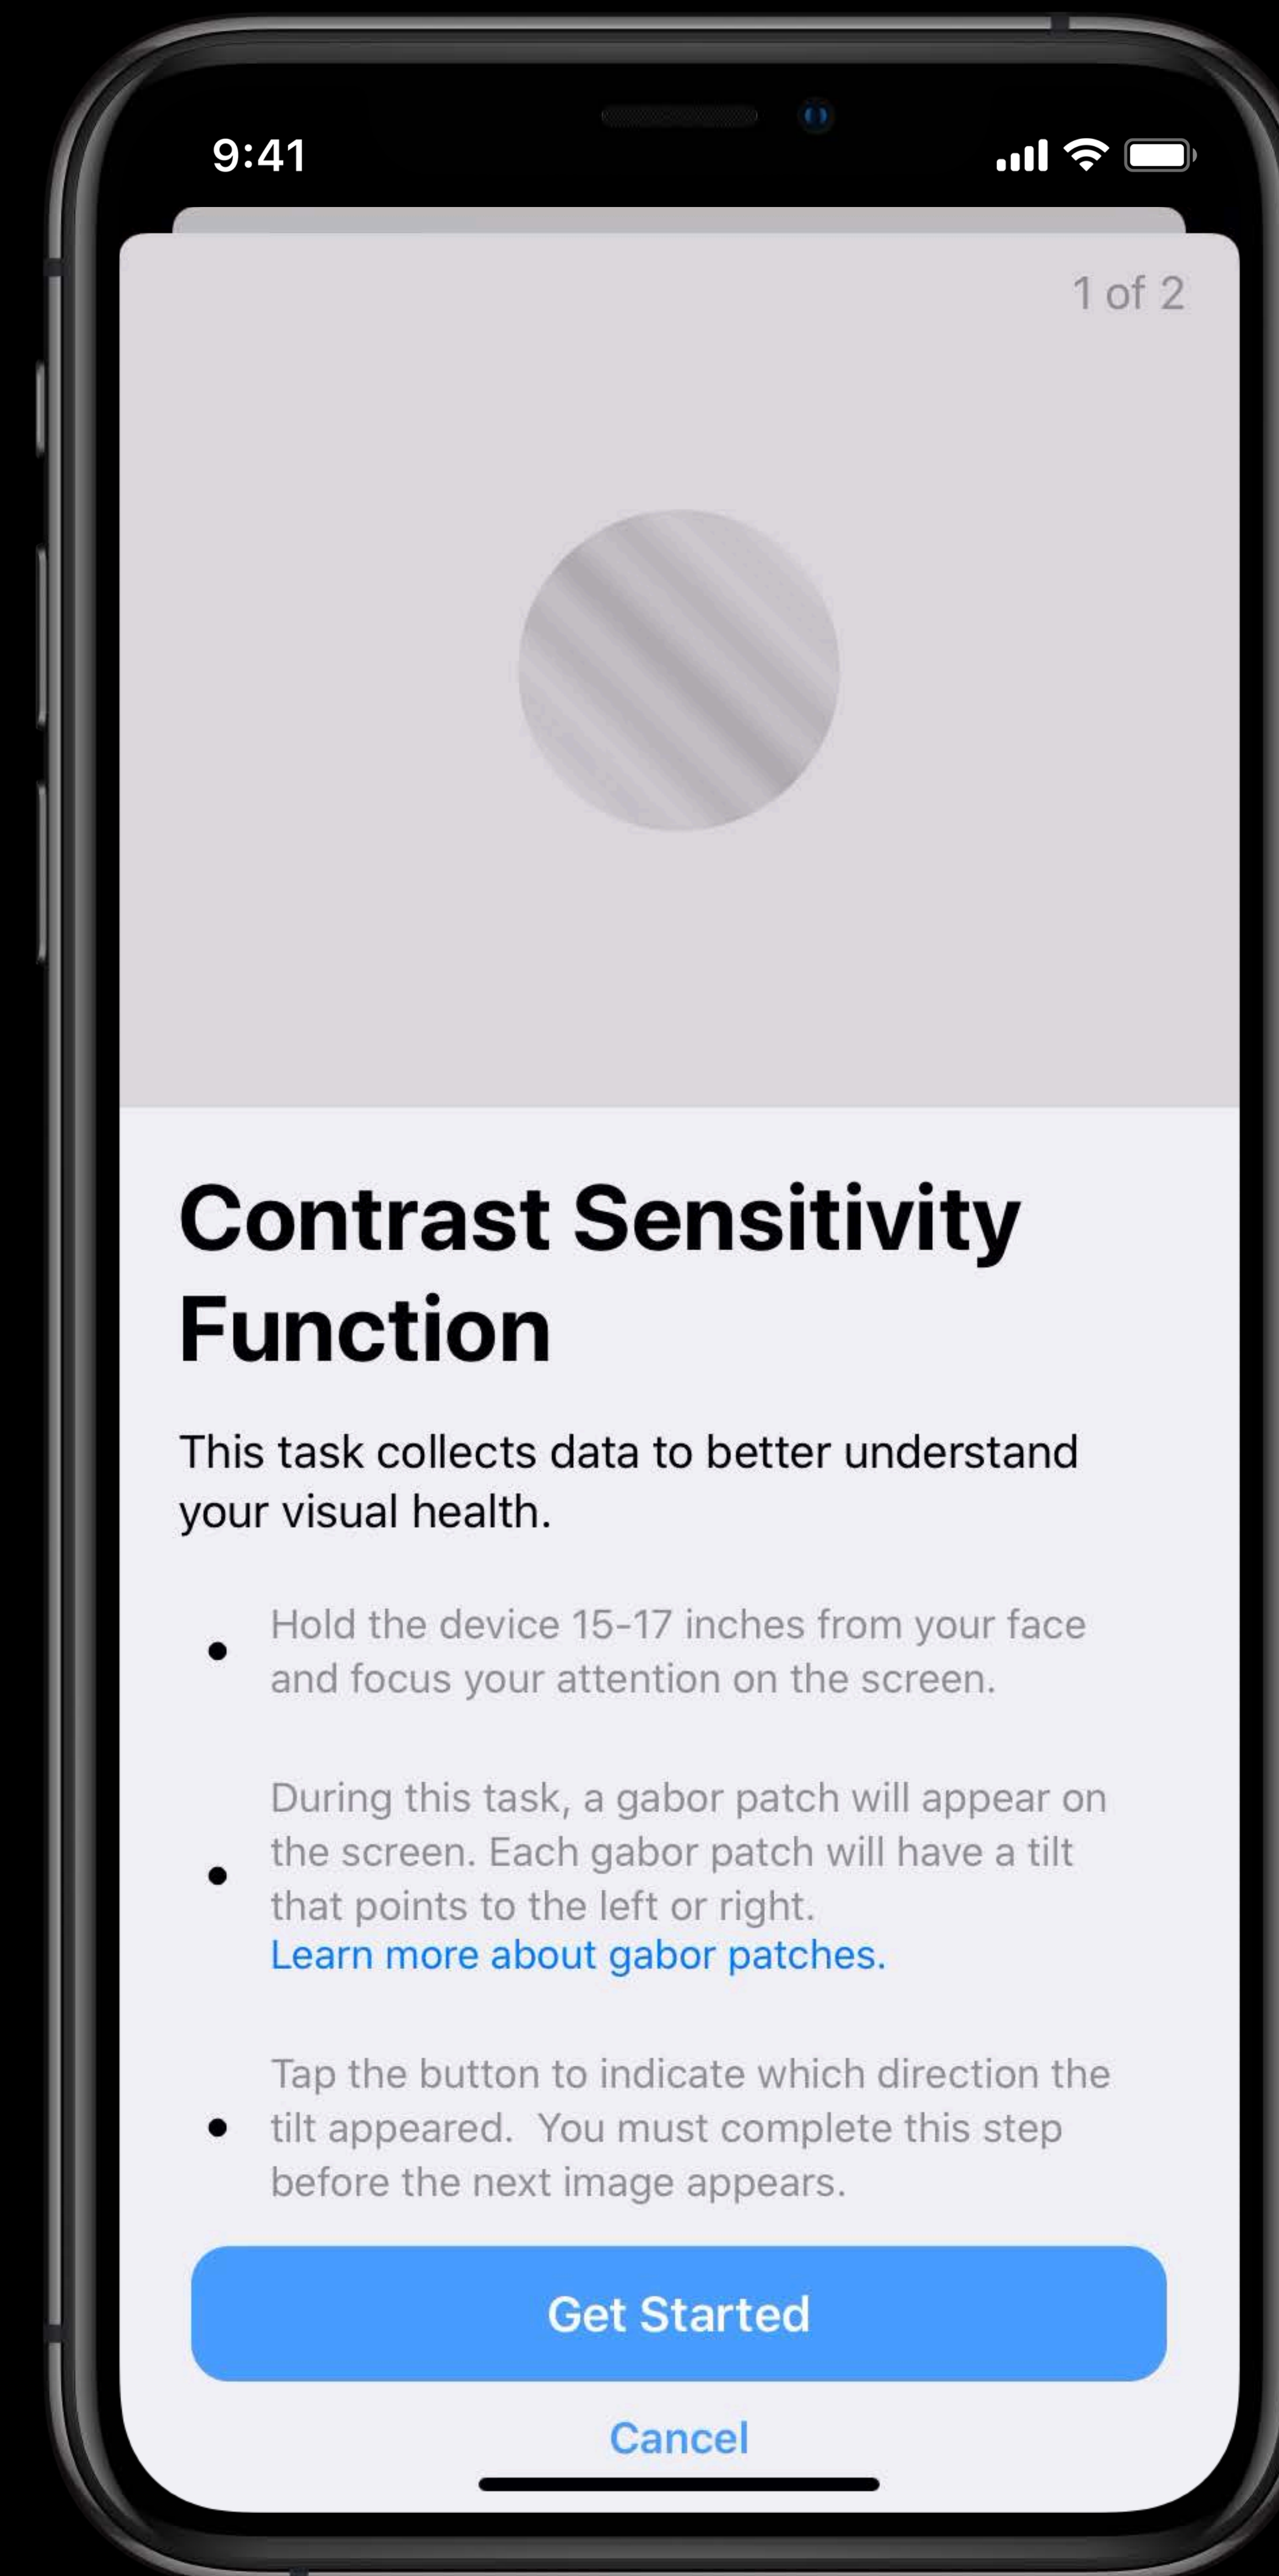 9:41
1 of 2
Contrast Sensitivity
Function
This task collects data to better understand
your visual health.
Hold the device 15-17 inches from your face
and focus your attention on the screen.
During this task, a gabor patch will appear on
the screen. Each gabor patch will have a tilt
that points to the left or right.
Learn more about gabor patches.
Tap the button to indicate which direction the
tilt appeared.  You must complete this step
before the next image appears.
Get Started
Cancel